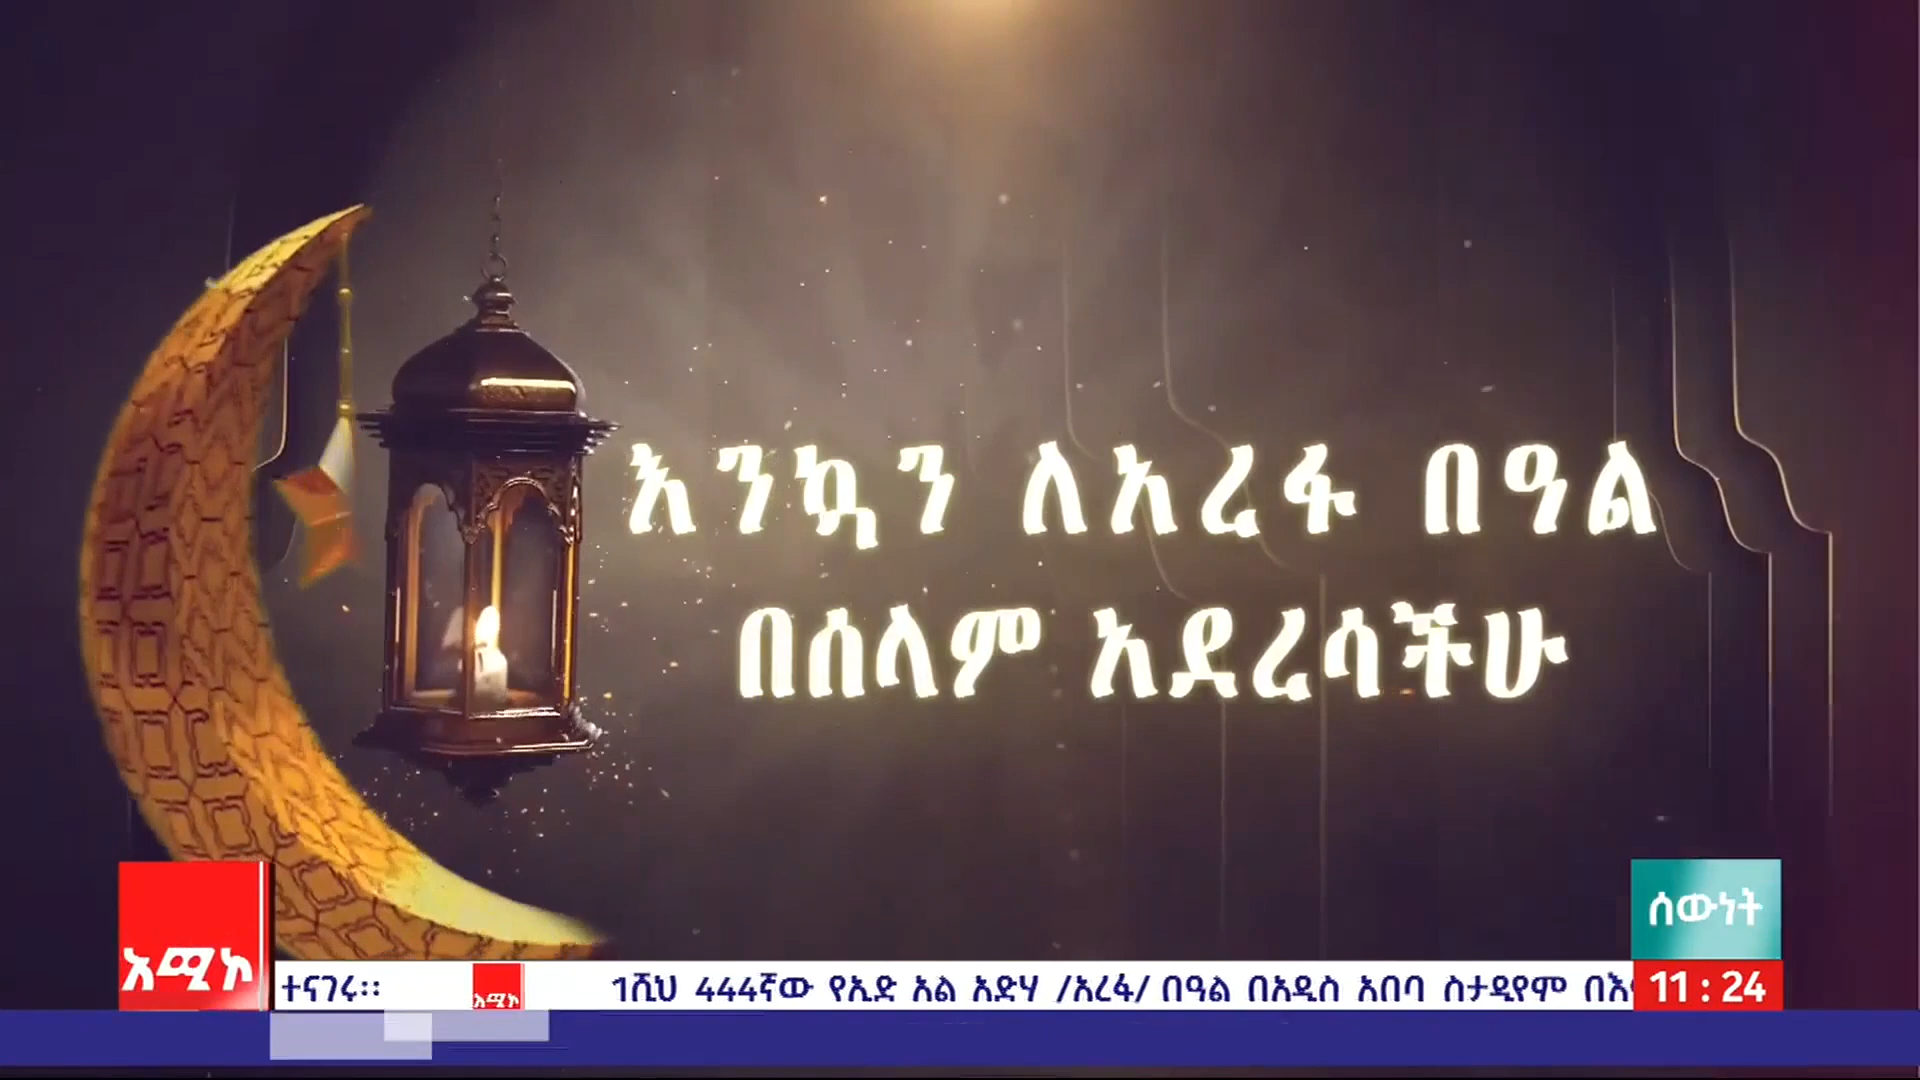 እንኳን ለአረፋ በዓል
በሰላም አደረሳችሁ
ሰውነት
አሚኮ
ተናገሩ፡፡ አሚኮ 1ሺህ 444ኛው የኢድ አል አድሃ /አረፋ/ በዓል በአዲስ አበባ ስታዲየም
11:24